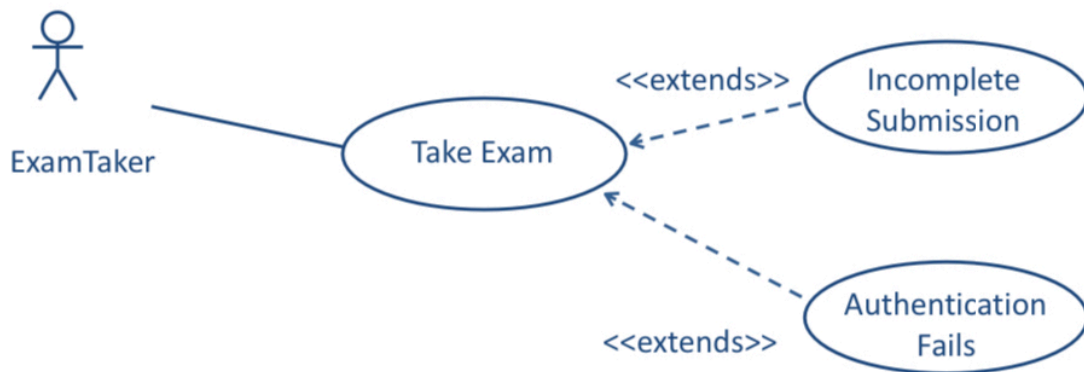 <<extends>>
Incomplete
Submission
Take Exam
ExamTaker
Authentication
Fails
<<extends>>